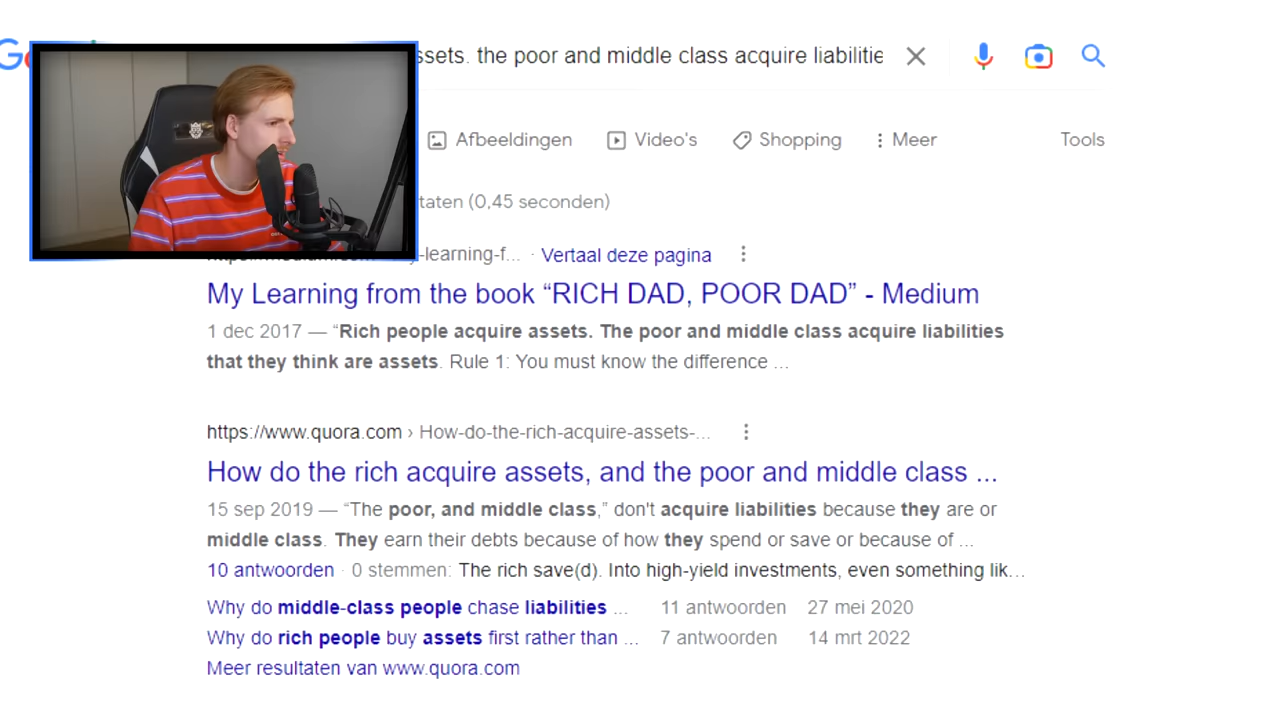 ssets. the poor and middle class acquire liabilitie
Afbeeldingen
Video's
Shopping
Meer
Tools
taten (0,45 seconden)
-learning-f... · Vertaal deze pagina
My Learning from the book “RICH DAD, POOR DAD” - Medium
1 dec 2017 — “Rich people acquire assets. The poor and middle class acquire liabilities
that they think are assets. Rule 1: You must know the difference ...
https://www.quora.com › How-do-the-rich-acquire-assets-...
How do the rich acquire assets, and the poor and middle class ...
15 sep 2019 — “The poor, and middle class,” don't acquire liabilities because they are or
middle class. They earn their debts because of how they spend or save or because of ...
10 antwoorden · 0 stemmen: The rich save(d). Into high-yield investments, even something lik...
Why do middle-class people chase liabilities ... 11 antwoorden 27 mei 2020
Why do rich people buy assets first rather than ... 7 antwoorden 14 mrt 2022
Meer resultaten van www.quora.com